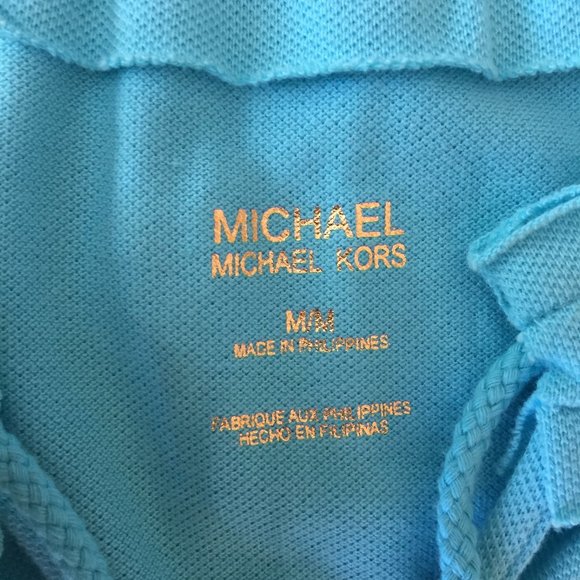 MICHAEL
MICHAEL KORS
M/M
MADE IN PHILIPPINES
FABRIQUE AUX PHILIPPINES
HECHO EN FILIPINAS